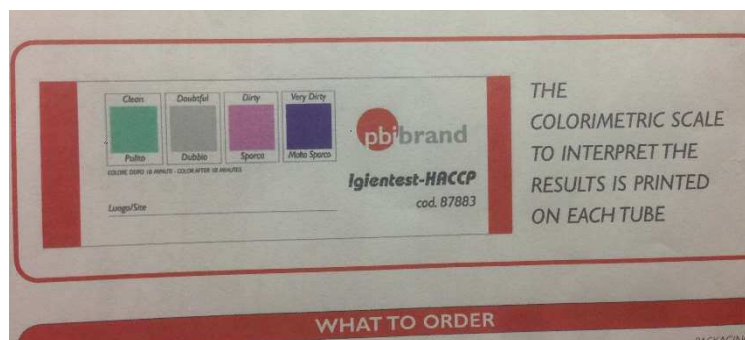 Clean Doubtful Dirty Very Dirty
Pulito Dubbio Sporco Molto Sporco
COLORE DOPO 10 MINUTI - COLOR AFTER 10 MINUTES
Luogo/Site
pbi brand
Igientest-HACCP
cod. 87883
THE
COLORIMETRIC SCALE
TO INTERPRET THE
RESULTS IS PRINTED
ON EACH TUBE
WHAT TO ORDER
PACKAGING